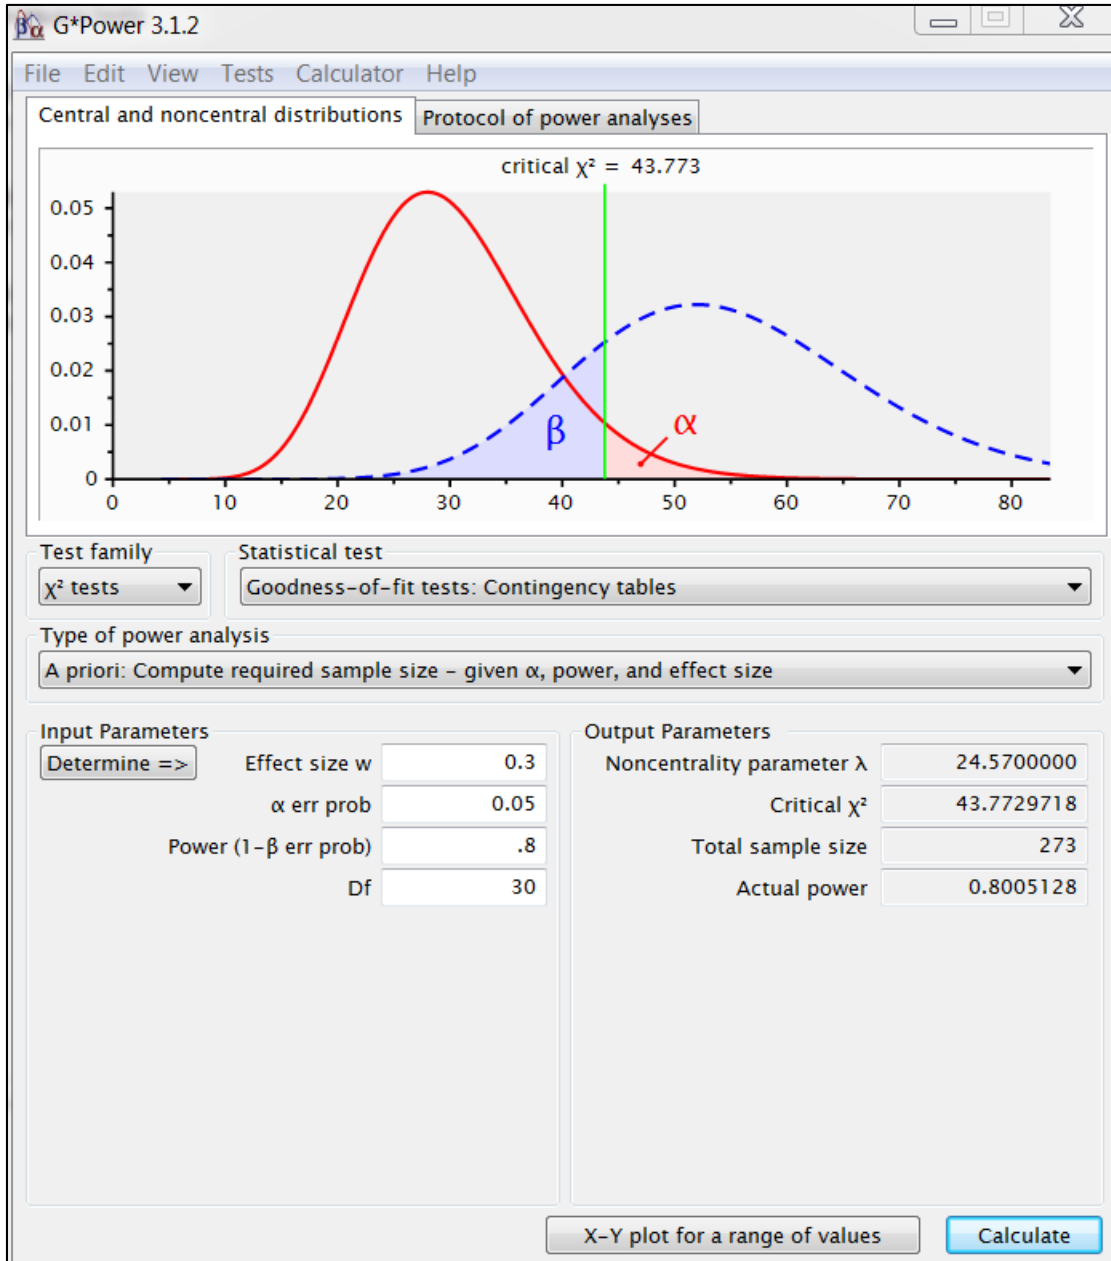 G*Power 3.1.2
File Edit View Tests Calculator Help
Central and noncentral distributions Protocol of power analyses
critical χ² = 43.773
0.05
0.04
0.03
0.02
0.01
0
β
α
0 10 20 30 40 50 60 70 80
Test family Statistical test
χ² tests Goodness-of-fit tests: Contingency tables
Type of power analysis
A priori: Compute required sample size - given α, power, and effect size
Input Parameters Output Parameters
Determine => Effect size w 0.3 Noncentrality parameter λ 24.5700000
α err prob 0.05 Critical χ² 43.7729718
Power (1-β err prob) .8 Total sample size 273
Df 30 Actual power 0.8005128
X-Y plot for a range of values Calculate